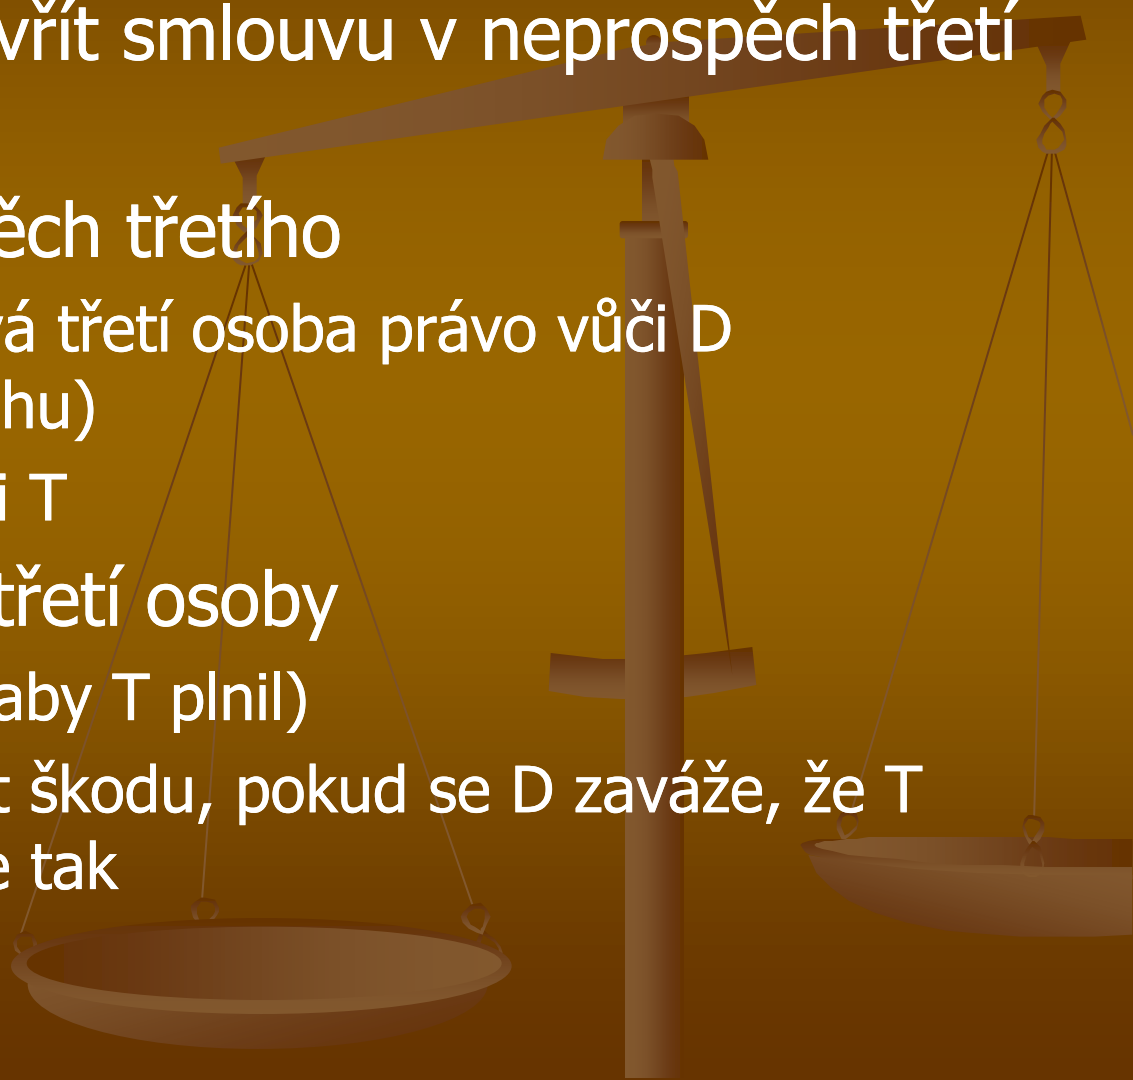 vřít smlouvu v neprospěch třetí
ěch třetího
vá třetí osoba právo vůči D
hu)
i T
třetí osoby
aby T plnil)
t škodu, pokud se D zaváže, že T
e tak